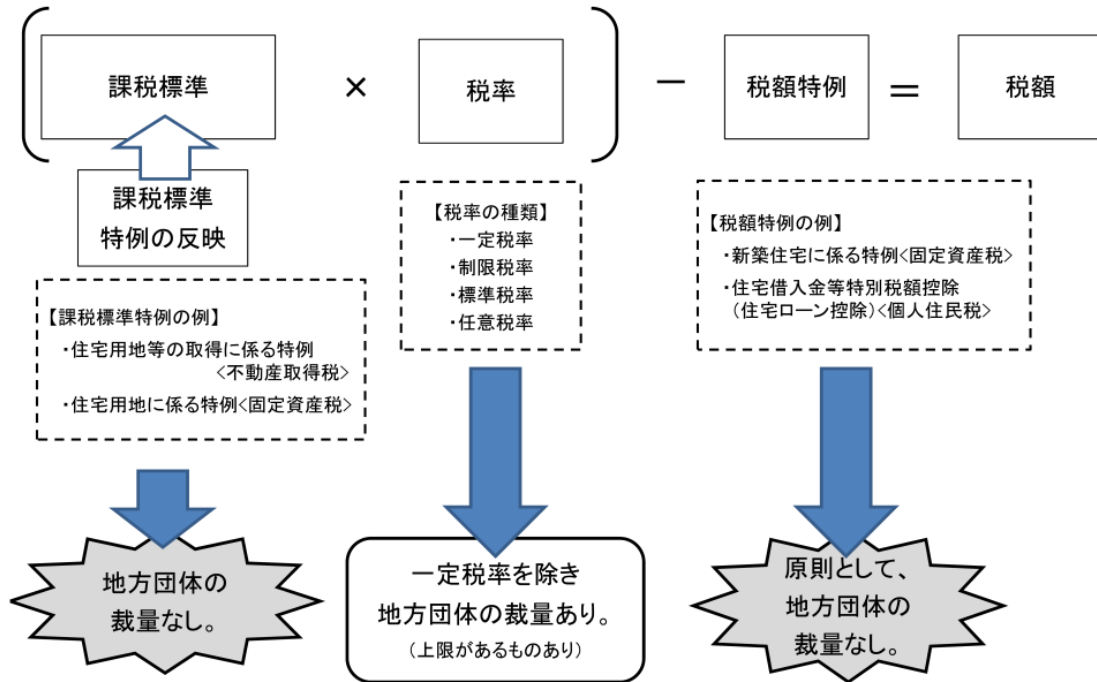 課税標準
×
税率
－
税額特例
＝
税額
課税標準
特例の反映
【課税標準特例の例】
・住宅用地等の取得に係る特例
<不動産取得税>
・住宅用地に係る特例<固定資産税>
【税率の種類】
・一定税率
・制限税率
・標準税率
・任意税率
【税額特例の例】
・新築住宅に係る特例<固定資産税>
・住宅借入金等特別税額控除
(住宅ローン控除)<個人住民税>
地方団体の
裁量なし。
一定税率を除き
地方団体の裁量あり。
(上限があるものあり)
原則として、
地方団体の
裁量なし。